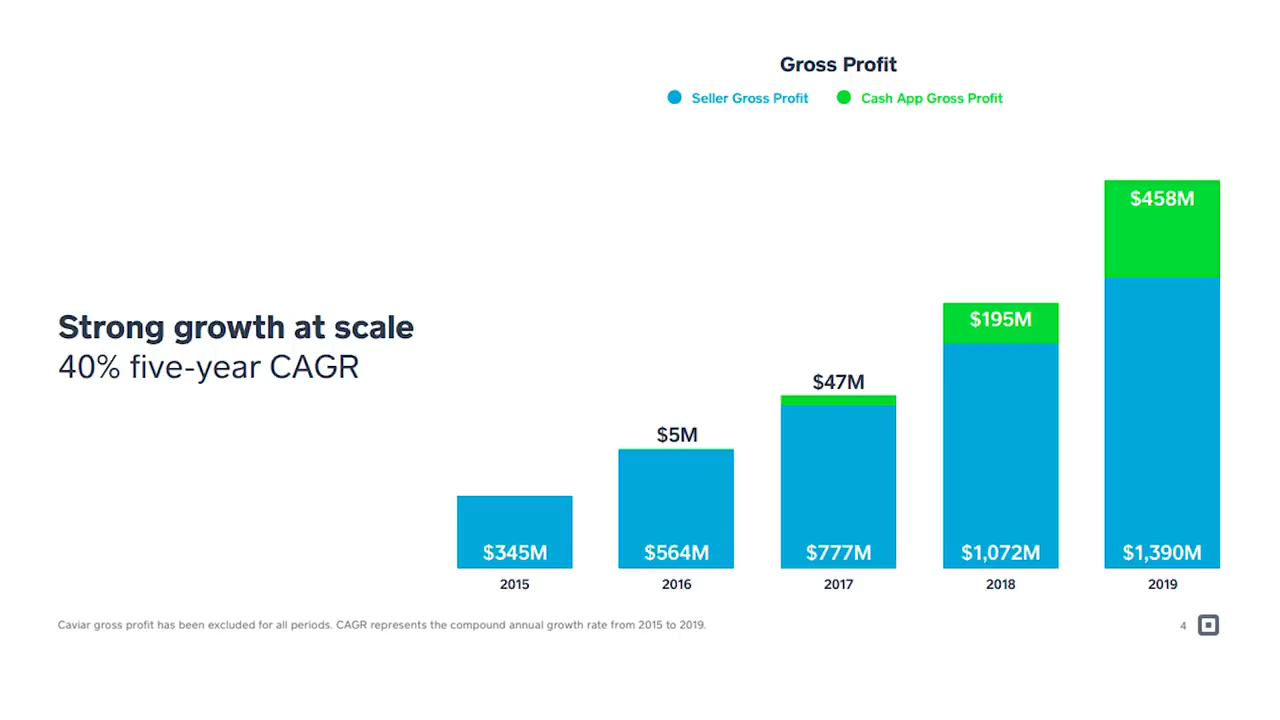 Gross Profit
Seller Gross Profit
Cash App Gross Profit
Strong growth at scale
40% five-year CAGR
$345M
2015
$5M
$564M
2016
$47M
$777M
2017
$195M
$1,072M
2018
$458M
$1,390M
2019
Caviar gross profit has been excluded for all periods. CAGR represents the compound annual growth rate from 2015 to 2019.
4